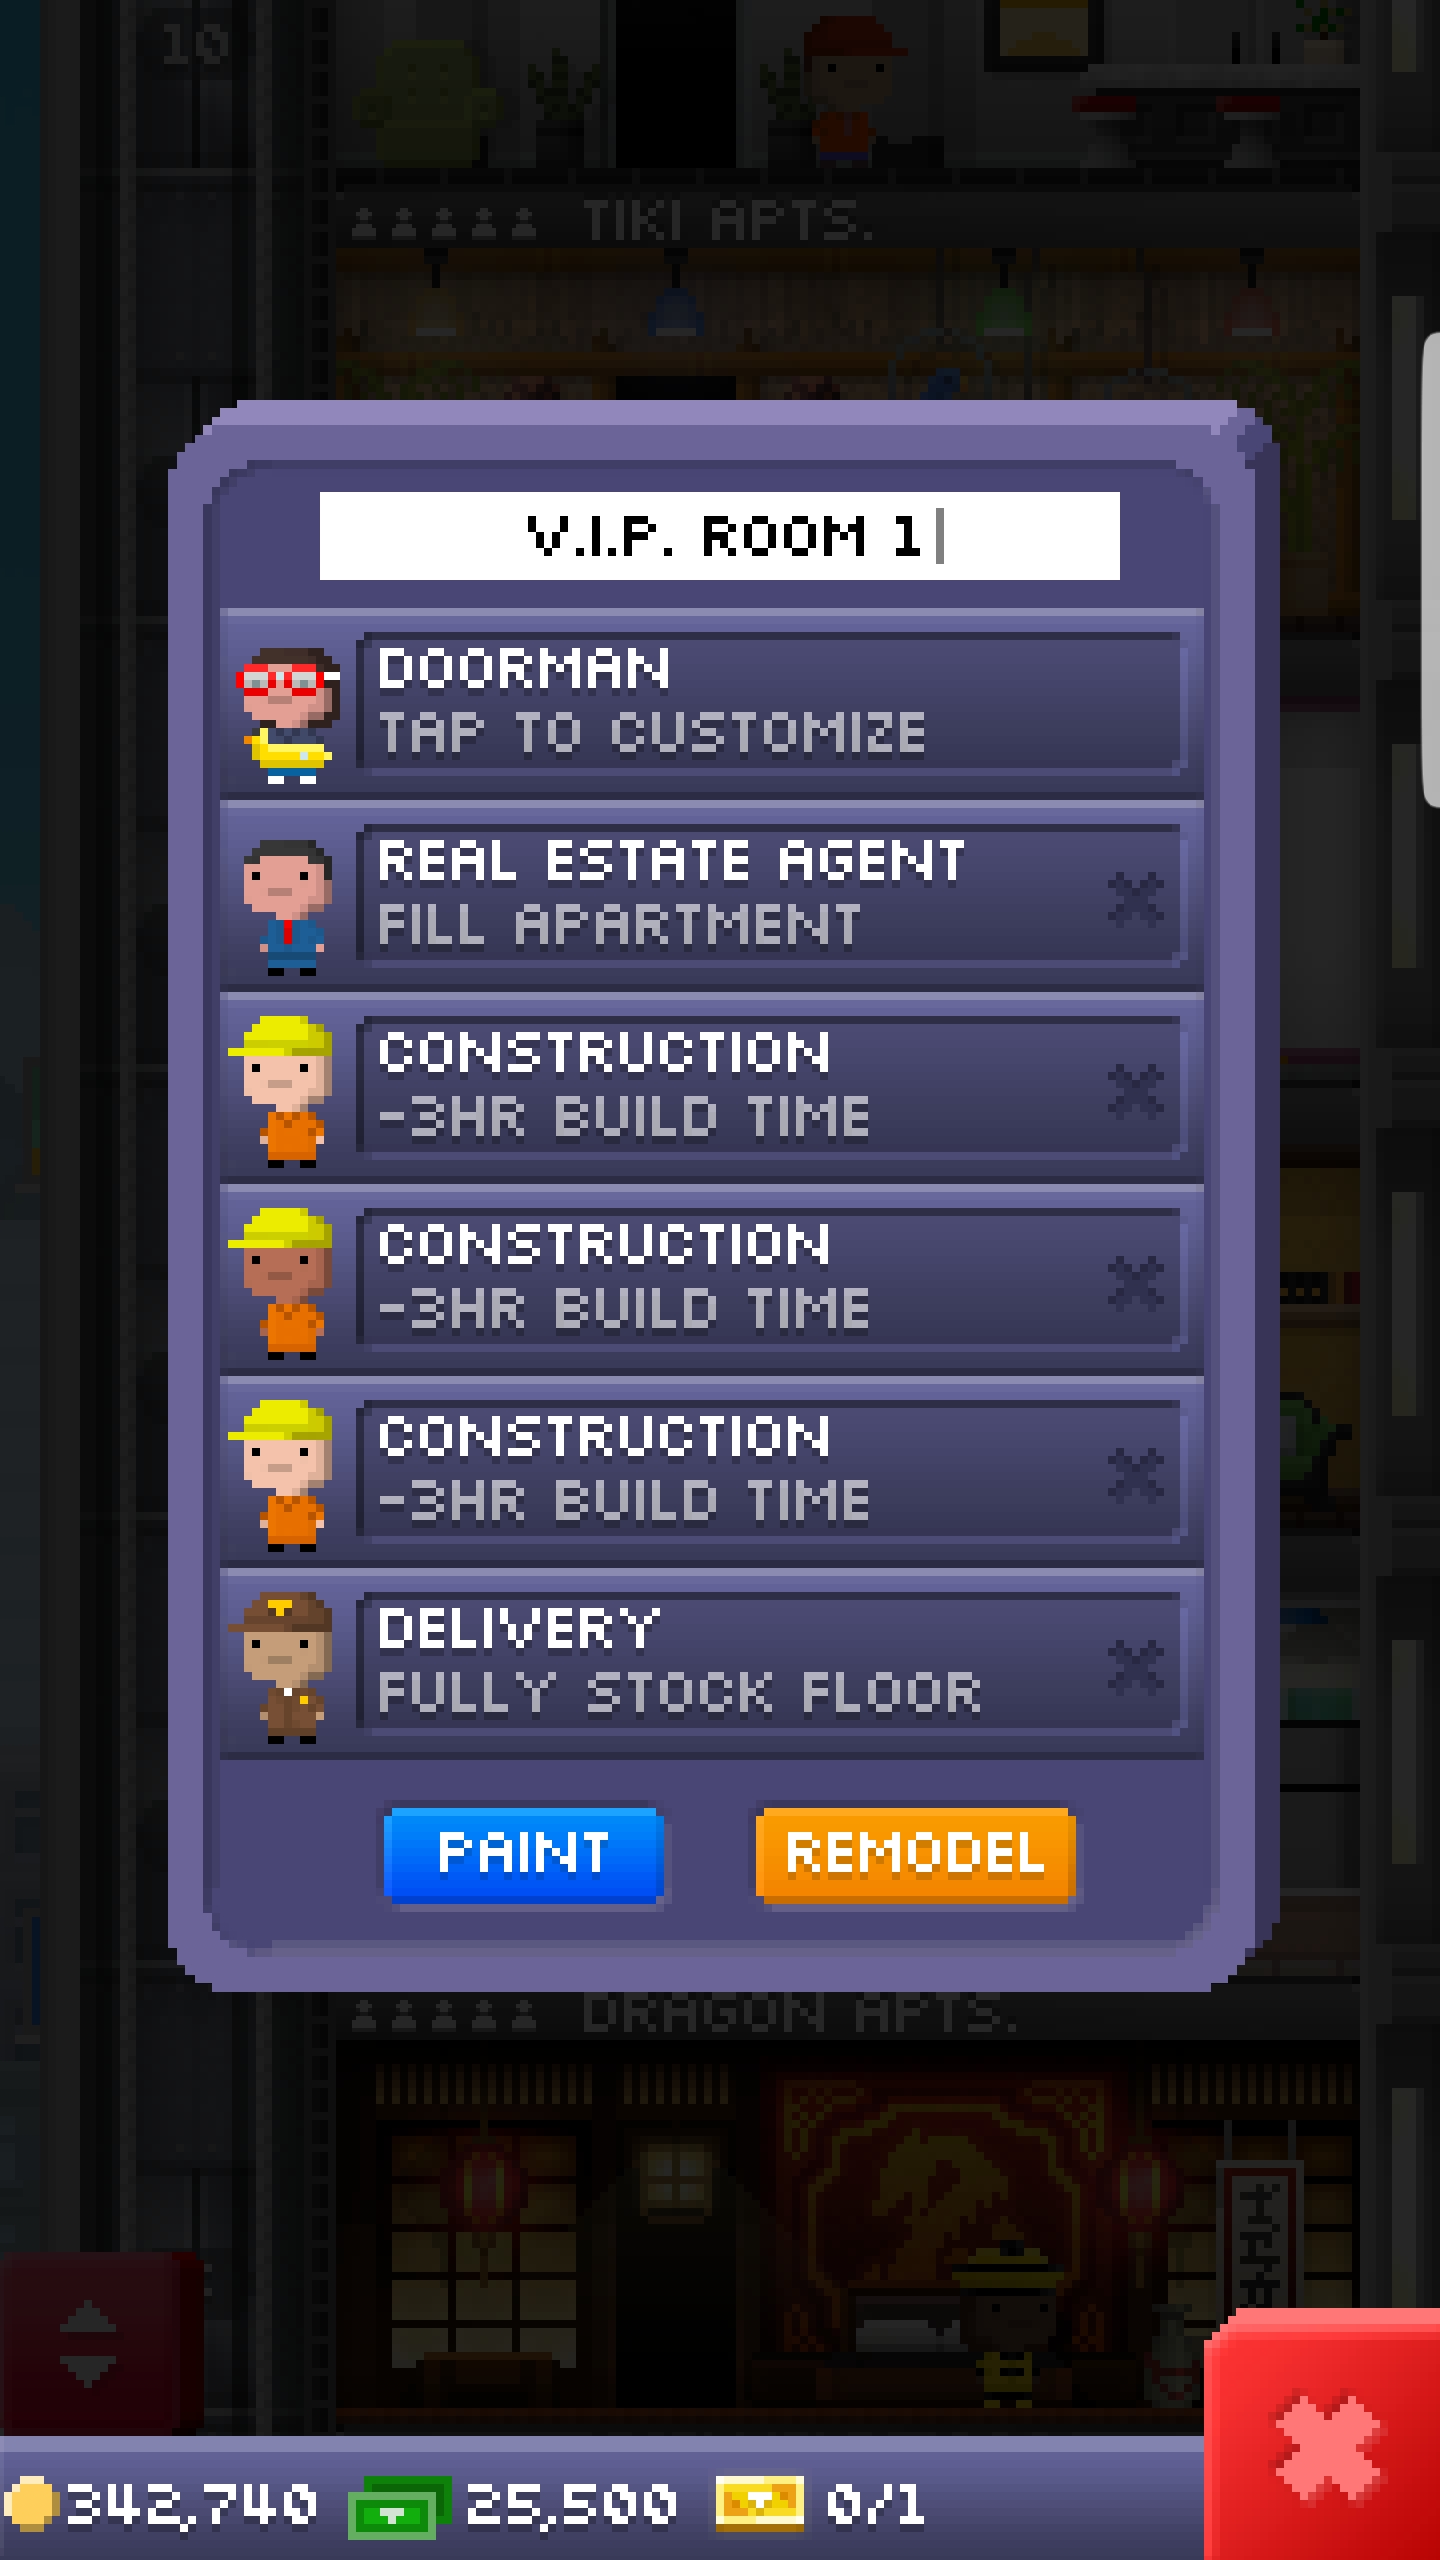 10
TIKI APTS.
V.I.P. ROOM 1
DOORMAN
TAP TO CUSTOMIZE
REAL ESTATE AGENT
FILL APARTMENT
CONSTRUCTION
-3HR BUILD TIME
CONSTRUCTION
-3HR BUILD TIME
CONSTRUCTION
-3HR BUILD TIME
DELIVERY
FULLY STOCK FLOOR
PAINT
REMODEL
DRAGON APTS.
342,740
25,500
0/1